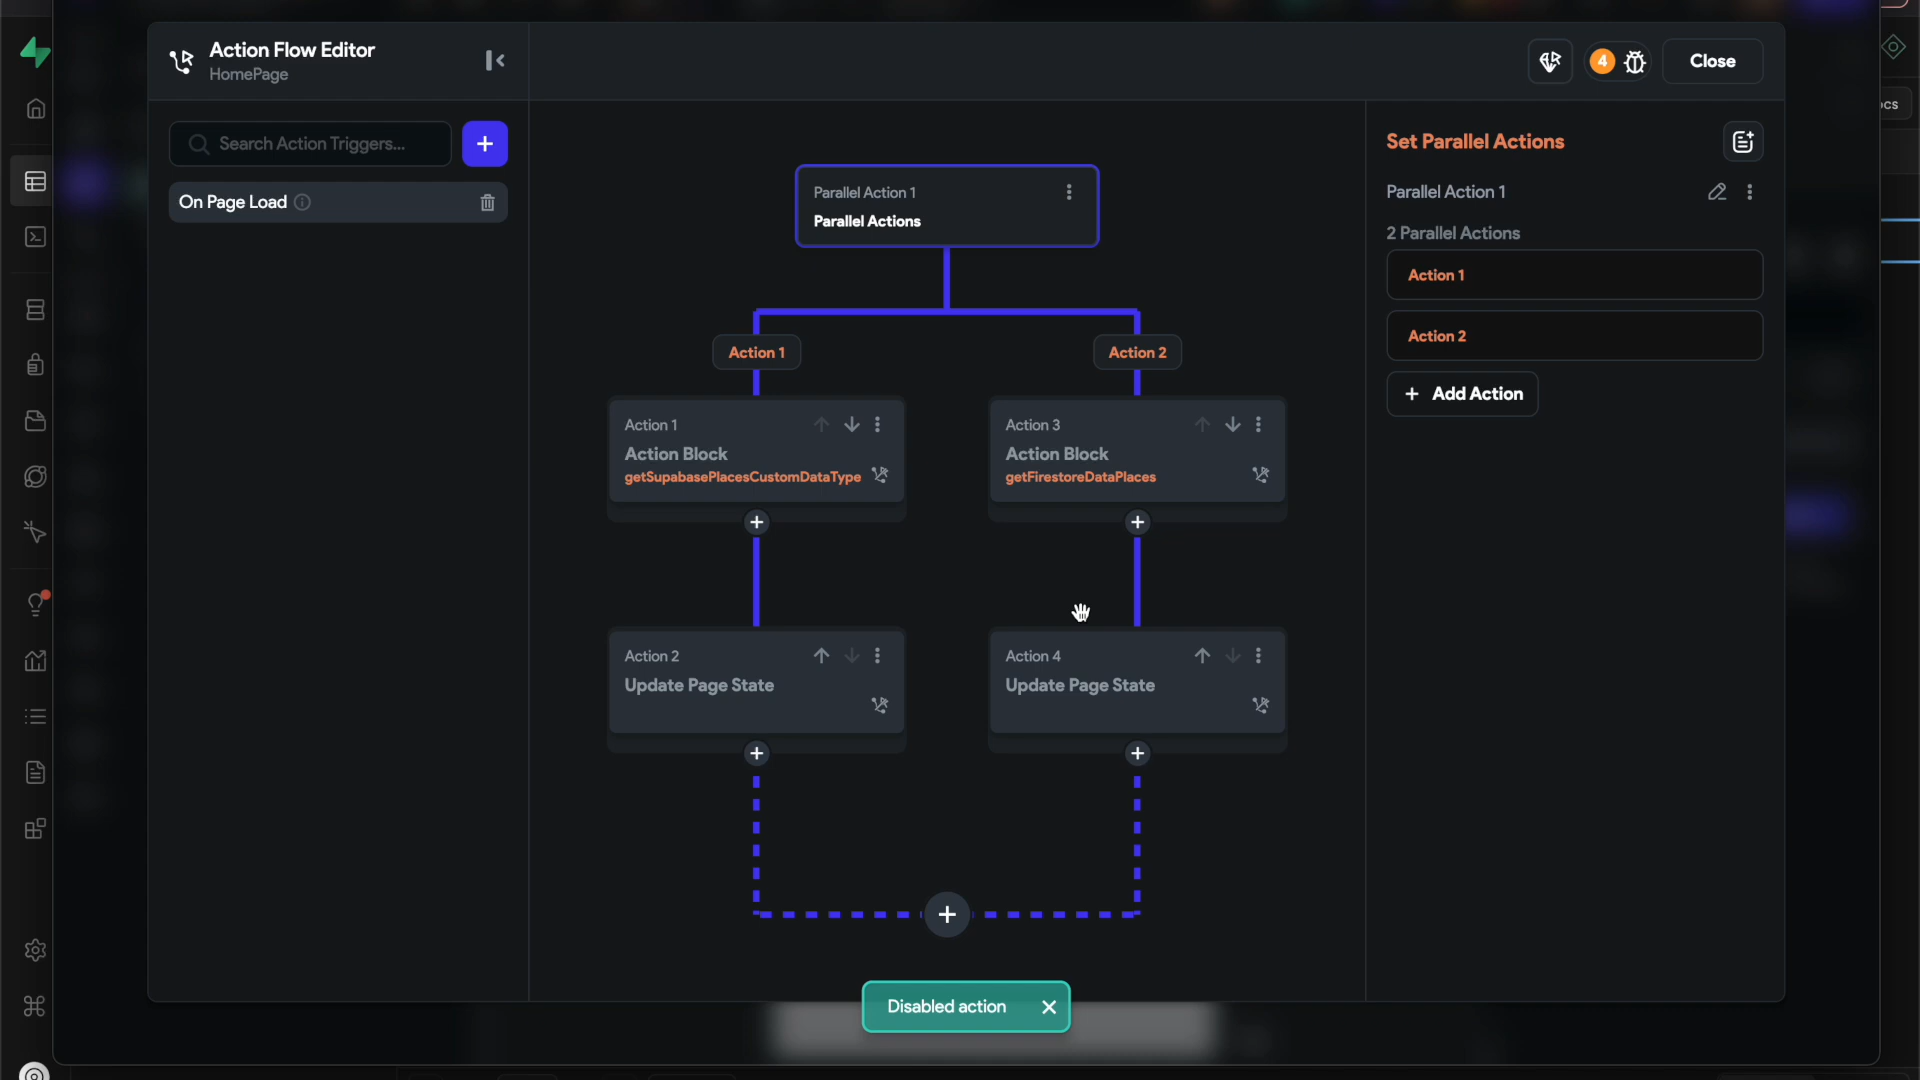 Action Flow Editor
HomePage
4
Close
ocs
Search Action Triggers...
On Page Load
Parallel Action 1
Parallel Actions
Action 1
Action 2
Action 1
Action Block
getSupabasePlacesCustomDataType
Action 3
Action Block
getFirestoreDataPlaces
Action 2
Update Page State
Action 4
Update Page State
Set Parallel Actions
Parallel Action 1
2 Parallel Actions
Action 1
Action 2
Add Action
Disabled action